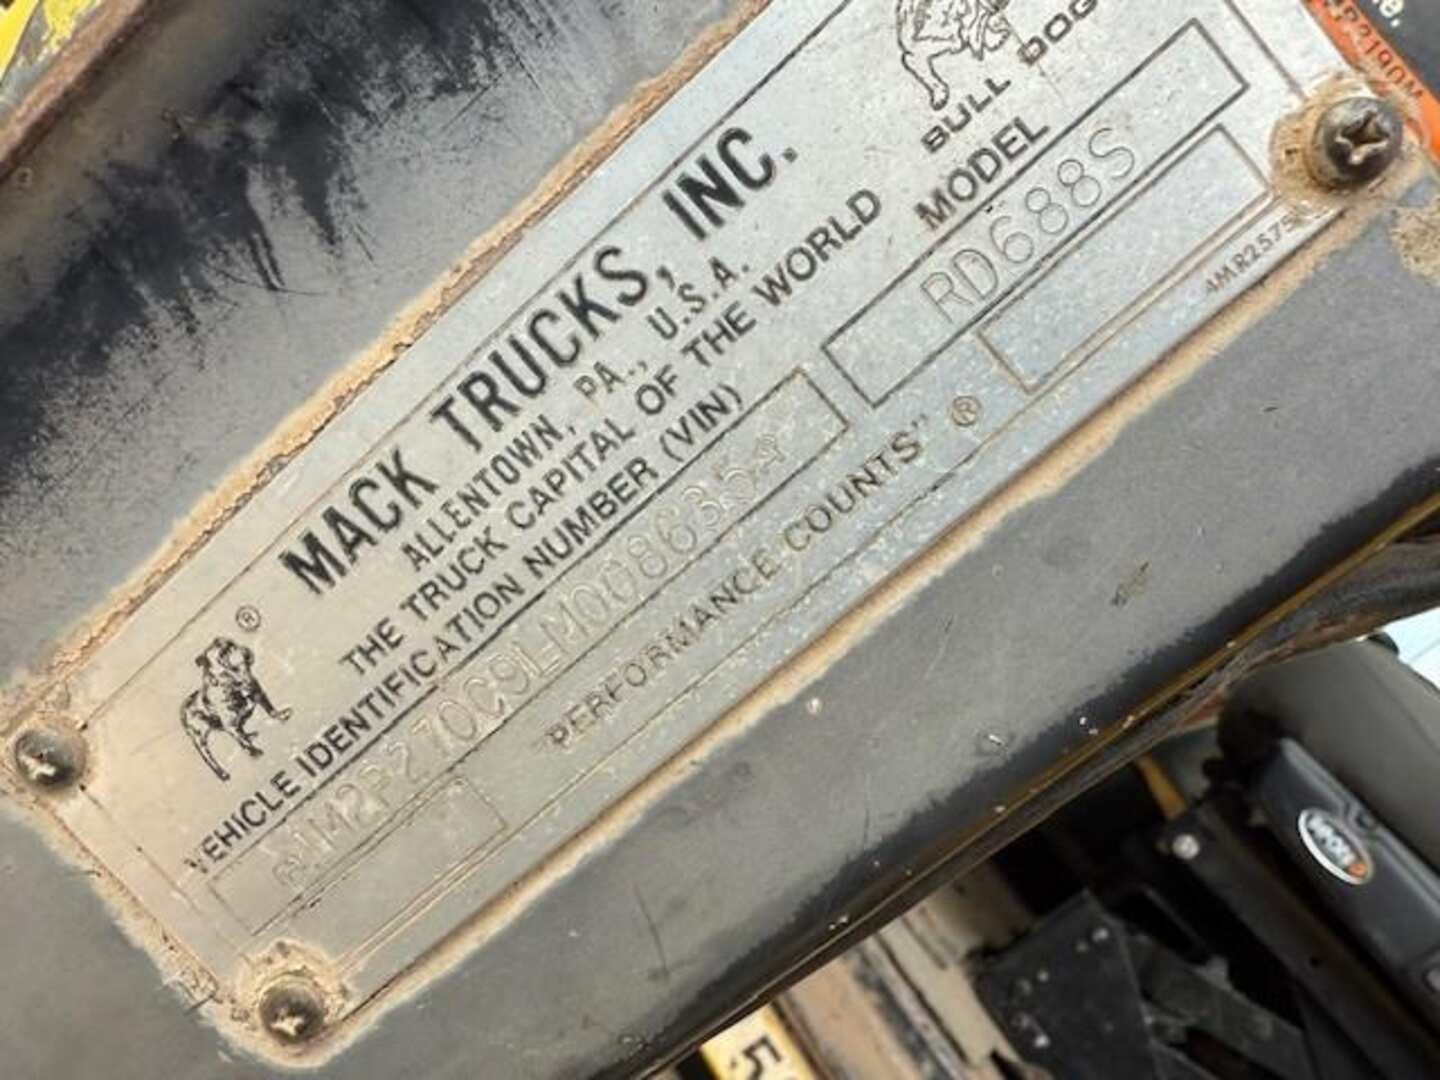 BULL DOG
MACK TRUCKS, INC.
ALLENTOWN, PA., U.S.A.
THE TRUCK CAPITAL OF THE WORLD
MODEL
RD688S
VEHICLE IDENTIFICATION NUMBER (VIN)
1M2P270C9LM008635
"PERFORMANCE COUNTS" ®